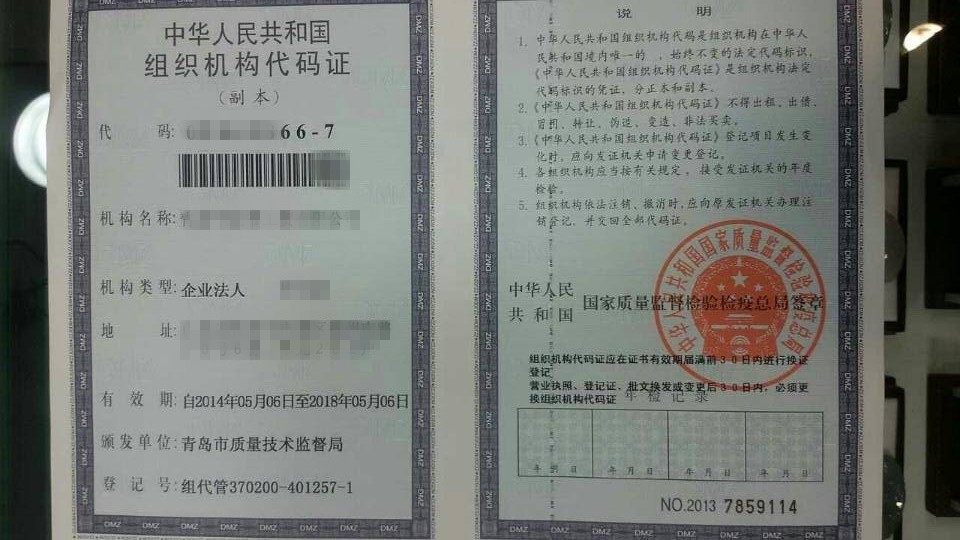 中华人民共和国
组织机构代码证
（副本）
代 码: 66-7
机构名称:
机构类型: 企业法人
地 址:
有 效 期: 自2014年05月06日至2018年05月06日
颁发单位: 青岛市质量技术监督局
登 记 号: 组代管370200-401257-1
说 明
1. 中华人民共和国组织机构代码是组织机构在中华人
民共和国境内唯一的、始终不变的法定代码标识,
《中华人民共和国组织机构代码证》是组织机构法定
代码标识的凭证，分正本和副本。
2.《中华人民共和国组织机构代码证》不得出租、出借、
冒用、转让、伪造、变造、非法买卖。
3.《中华人民共和国组织机构代码证》登记项目发生变
化时，应向发证机关申请变更登记。
4. 各组织机构应当按有关规定，接受发证机关的年度
检验。
5. 组织机构依法注销、撤消时,应向原发证机关办理注
销登记，并交回全部代码证。
中华人民
共和国
国家质量监督检验检疫总局签章
中华人民共和国国家质量监督检验检疫总局
组织机构代码证应在证书有效期届满前30日内进行换证
登记
营业执照、登记证、批文换发或变更后30日内，必须更
换组织机构代码证
年检记录
年 月 日 年 月 日 年 月 日 年 月 日
NO.2013 7859114
DMZ